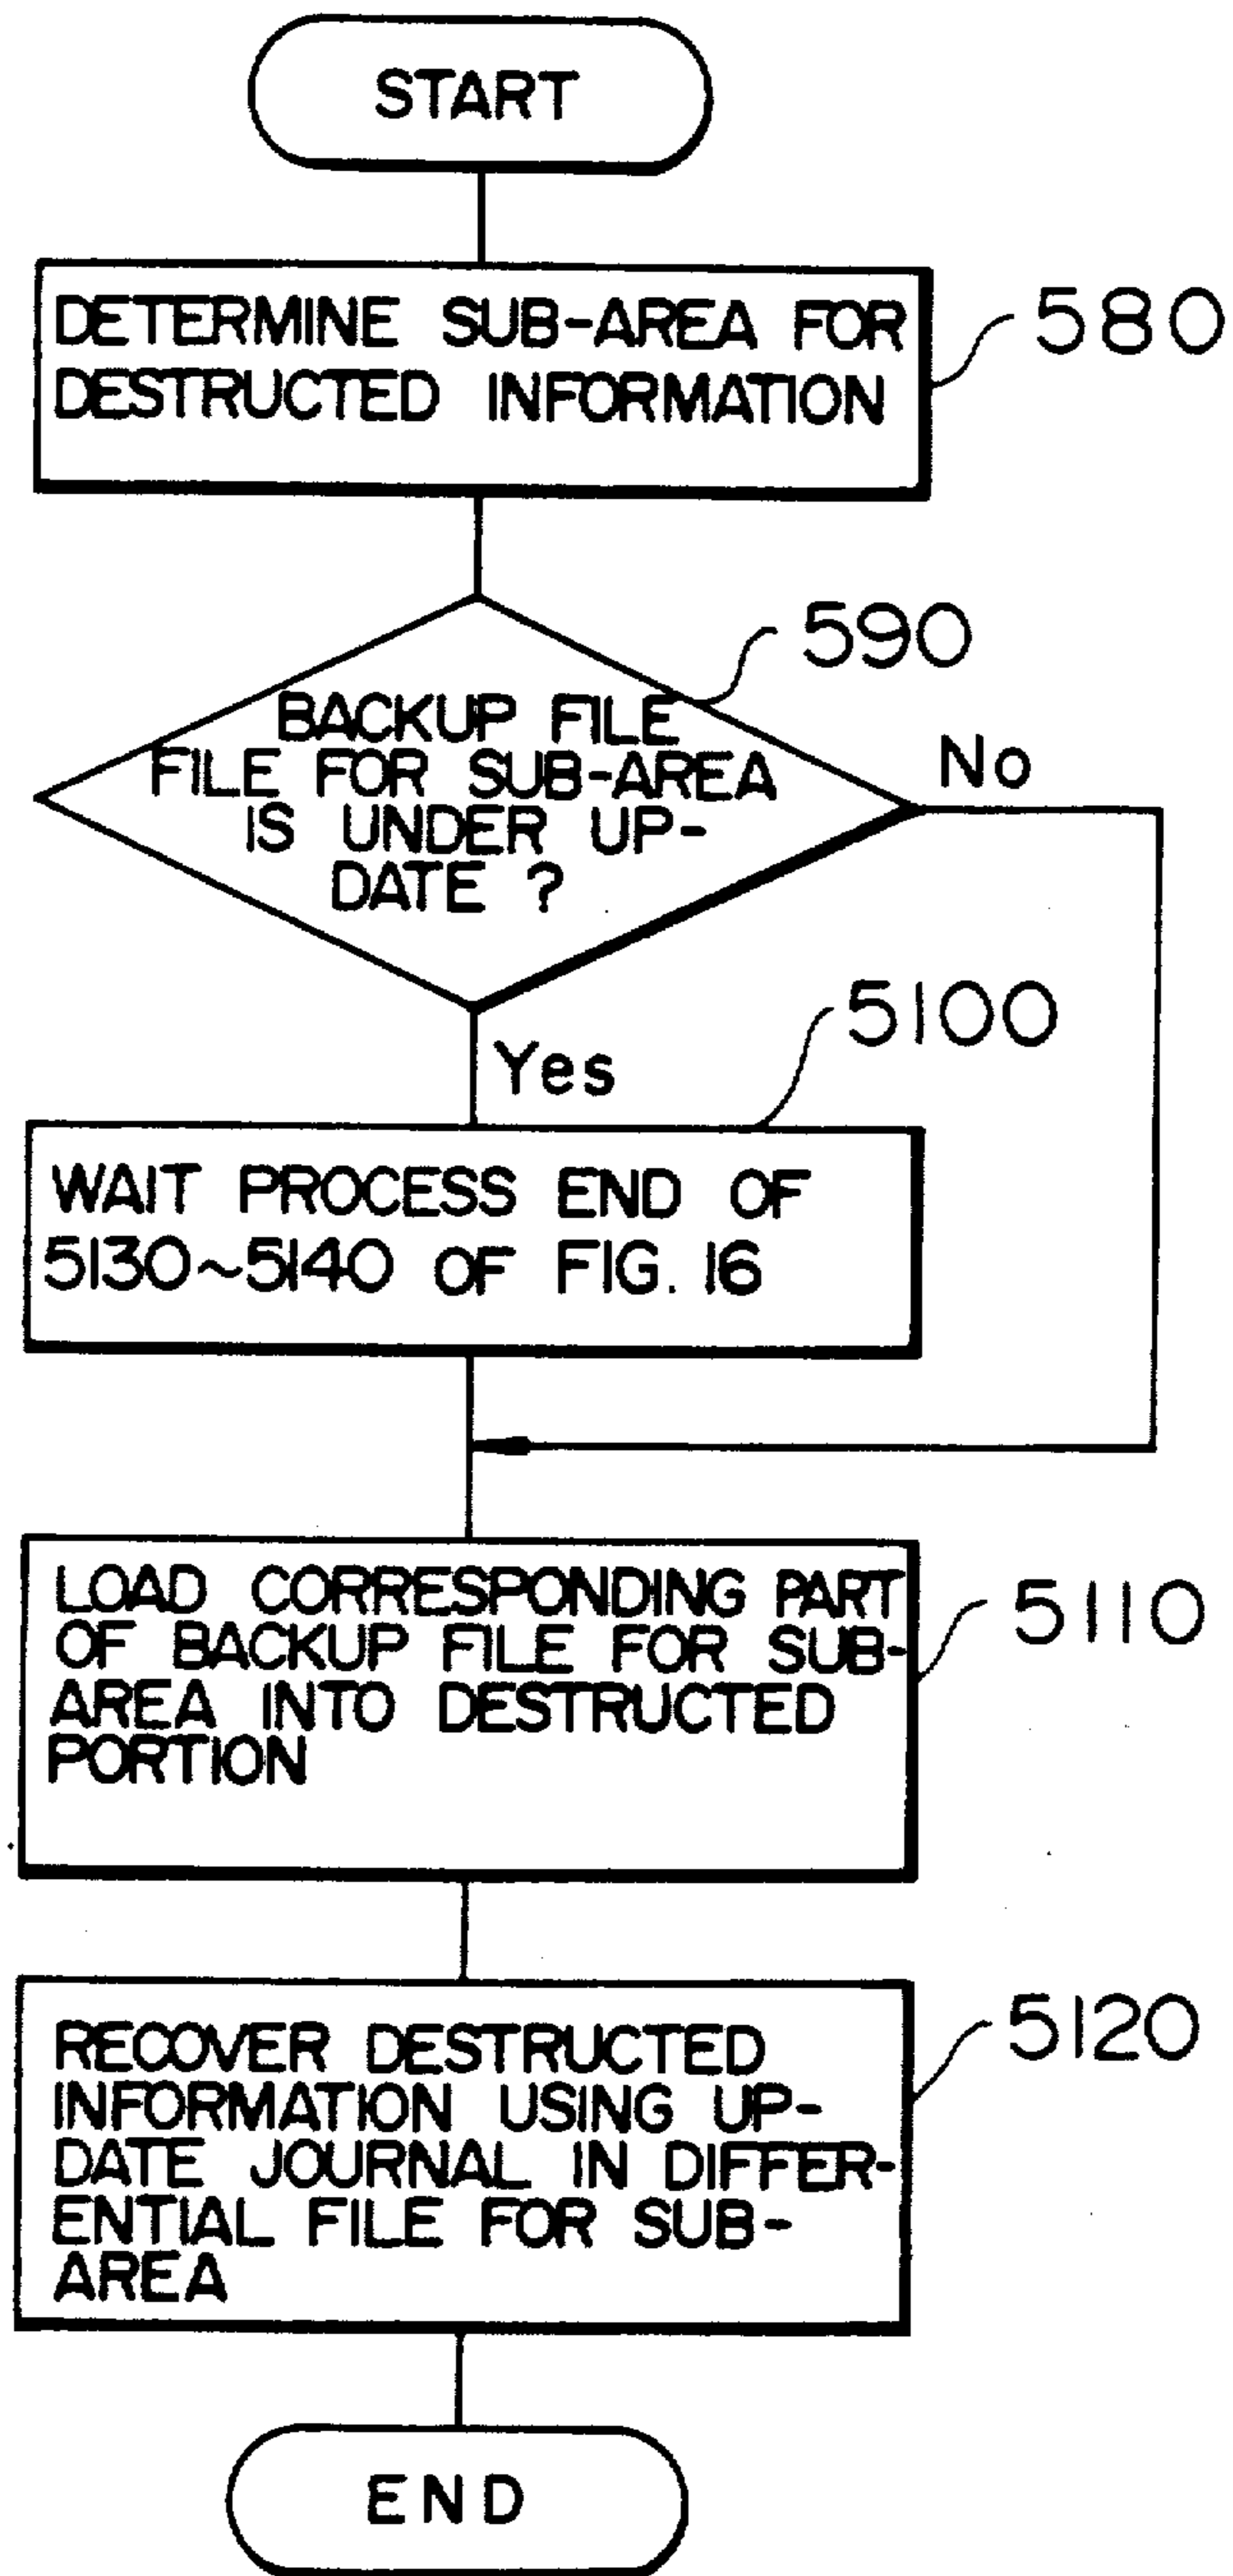 START
DETERMINE SUB-AREA FOR
DESTRUCTED INFORMATION
580
590
BACKUP FILE
FILE FOR SUB-AREA
IS UNDER UP-
DATE ?
No
Yes
5100
WAIT PROCESS END OF
5130~5140 OF FIG. 16
LOAD CORRESPONDING PART
OF BACKUP FILE FOR SUB-
AREA INTO DESTRUCTED
PORTION
5110
RECOVER DESTRUCTED
INFORMATION USING UP-
DATE JOURNAL IN DIFFER-
ENTIAL FILE FOR SUB-
AREA
5120
END